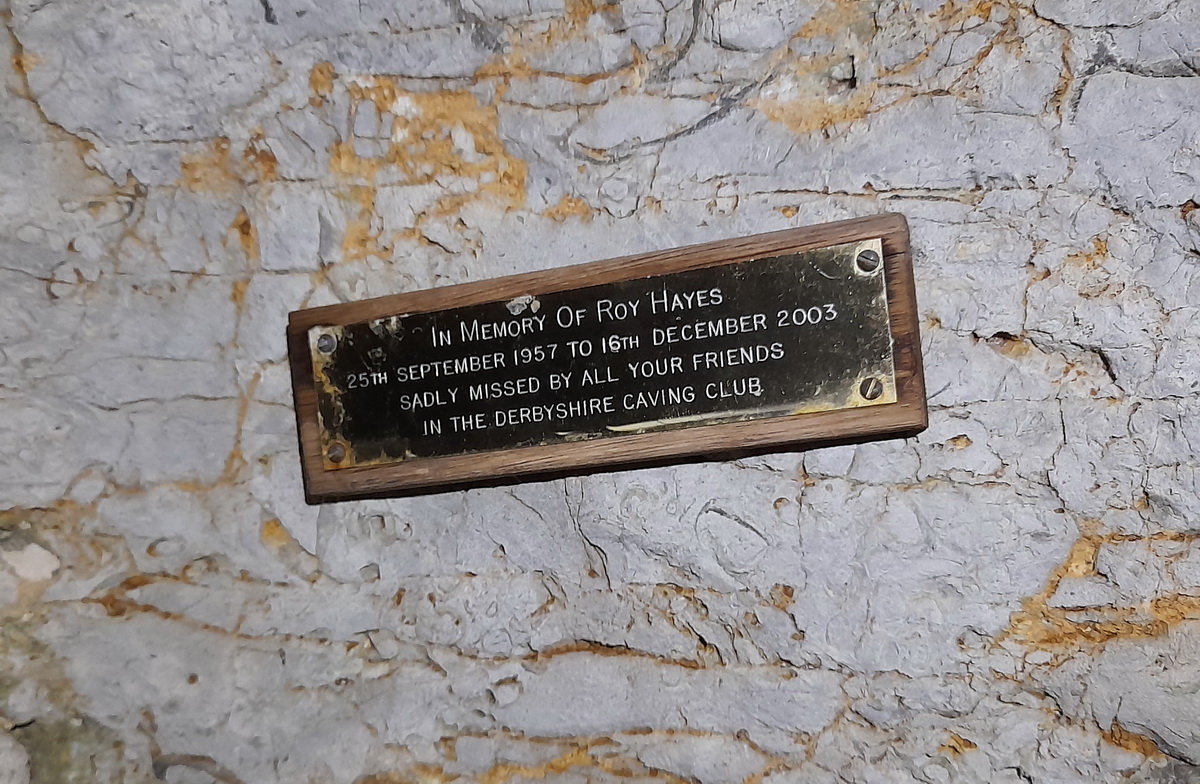 In Memory Of Roy Hayes
25TH SEPTEMBER 1957 TO 16TH DECEMBER 2003
SADLY MISSED BY ALL YOUR FRIENDS
IN THE DERBYSHIRE CAVING CLUB